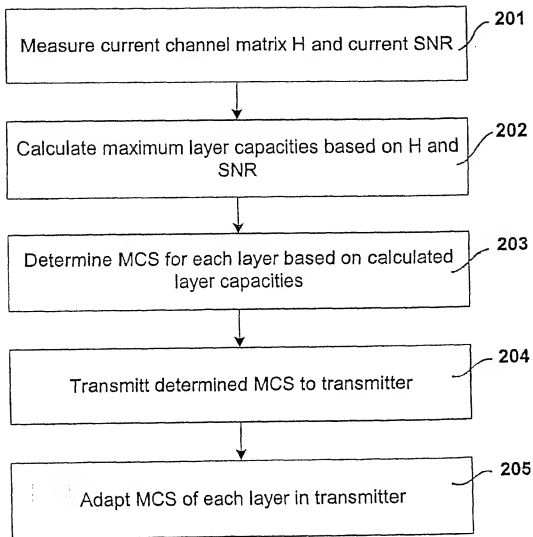 201
Measure current channel matrix H and current SNR
202
Calculate maximum layer capacities based on H and
SNR
203
Determine MCS for each layer based on calculated
layer capacities
204
Transmitt determined MCS to transmitter
205
Adapt MCS of each layer in transmitter